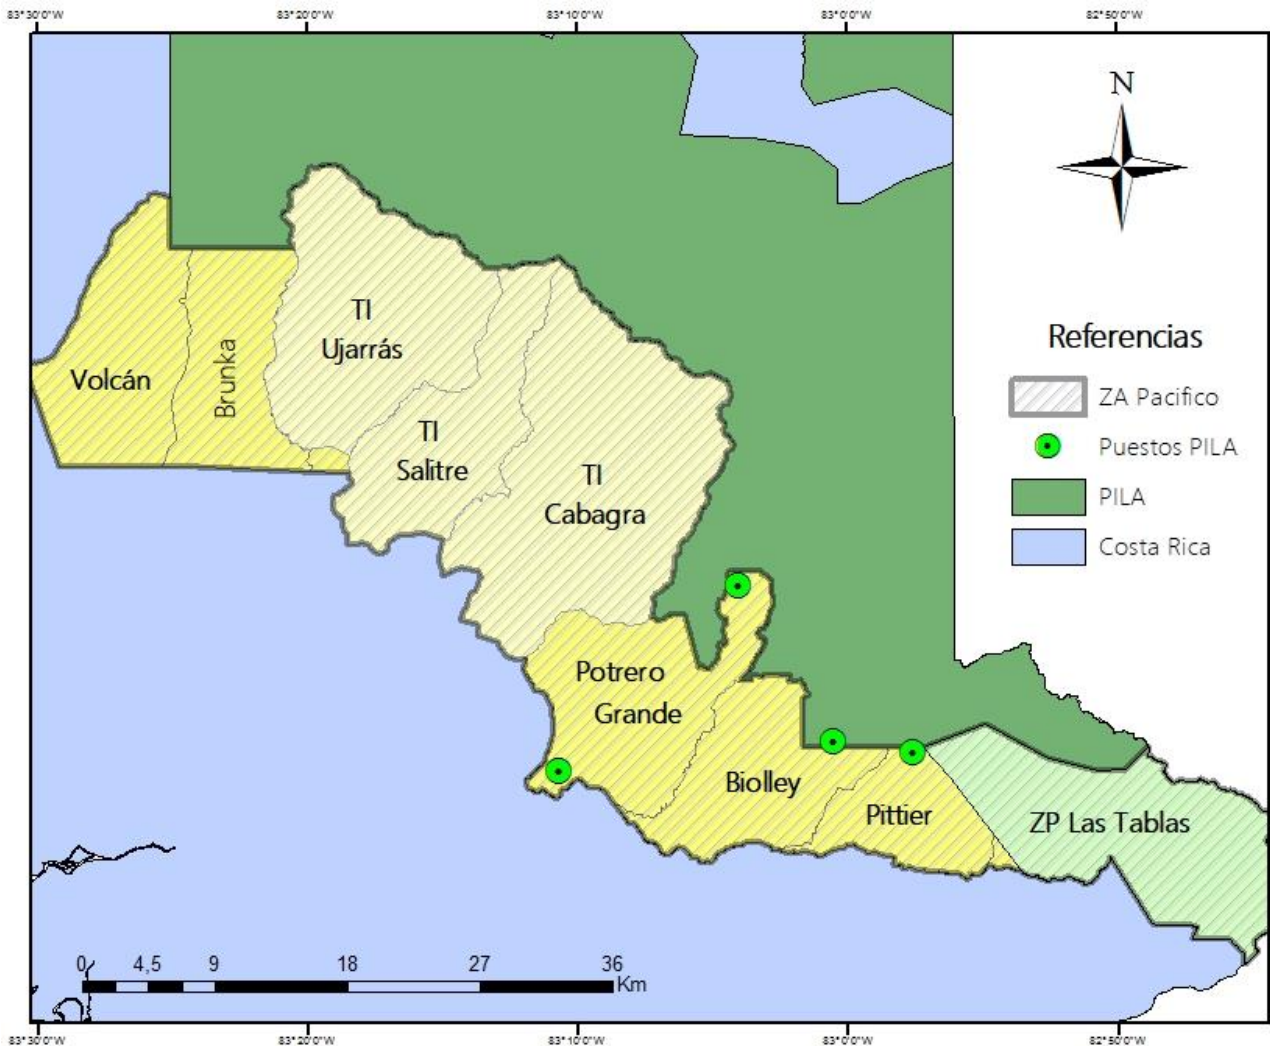 83°30'0"W 83°20'0"W 83°10'0"W 83°0'0"W 82°50'0"W
N
Referencias
ZA Pacifico
Puestos PILA
PILA
Costa Rica
TI
Ujarrás
Volcán
Brunka
TI
Salitre
TI
Cabagra
Potrero
Grande
Biolley
Pittier
ZP Las Tablas
0 4,5 9 18 27 36
Km
83°30'0"W 83°20'0"W 83°10'0"W 83°0'0"W 82°50'0"W